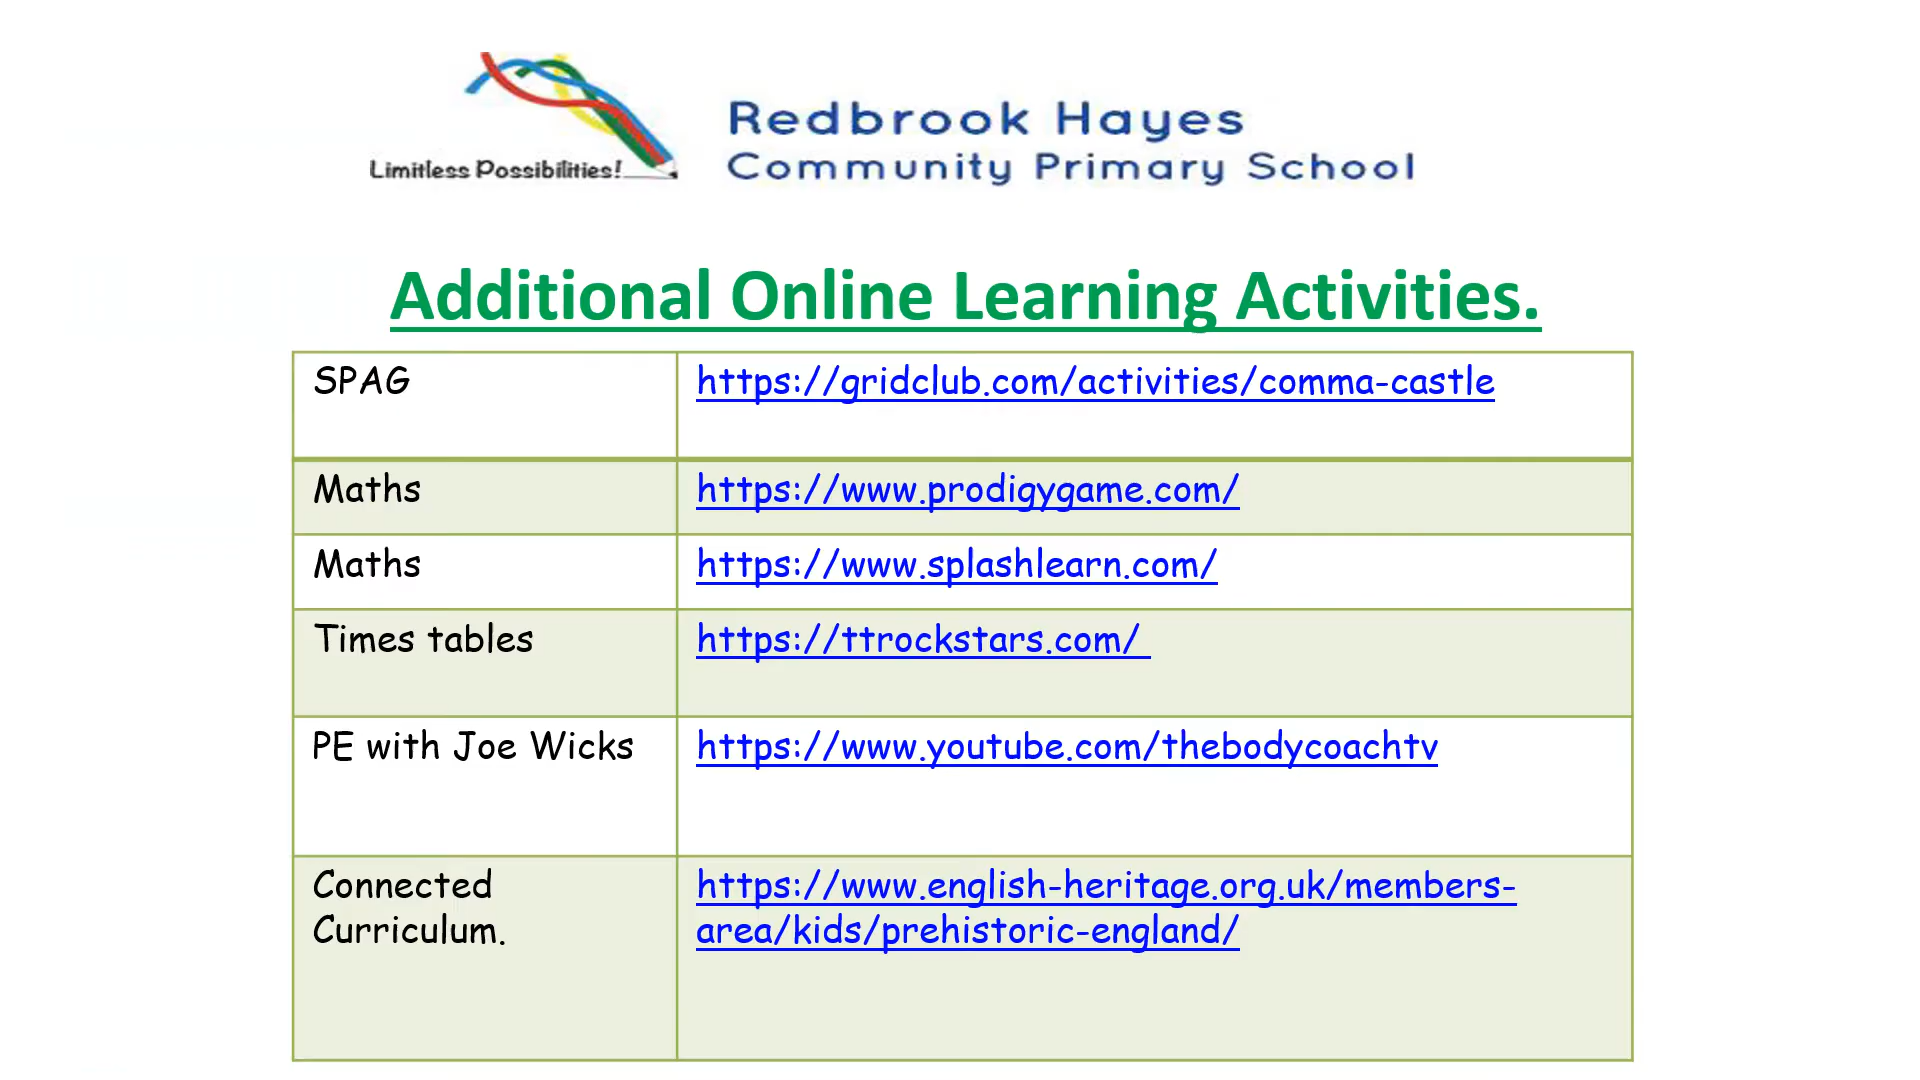 Limitless Possibilities!
Redbrook Hayes
Community Primary School
Additional Online Learning Activities.
SPAG
https://gridclub.com/activities/comma-castle
Maths
https://www.prodigygame.com/
Maths
https://www.splashlearn.com/
Times tables
https://ttrockstars.com/
PE with Joe Wicks
https://www.youtube.com/thebodycoachtv
Connected
Curriculum.
https://www.english-heritage.org.uk/members-
area/kids/prehistoric-england/